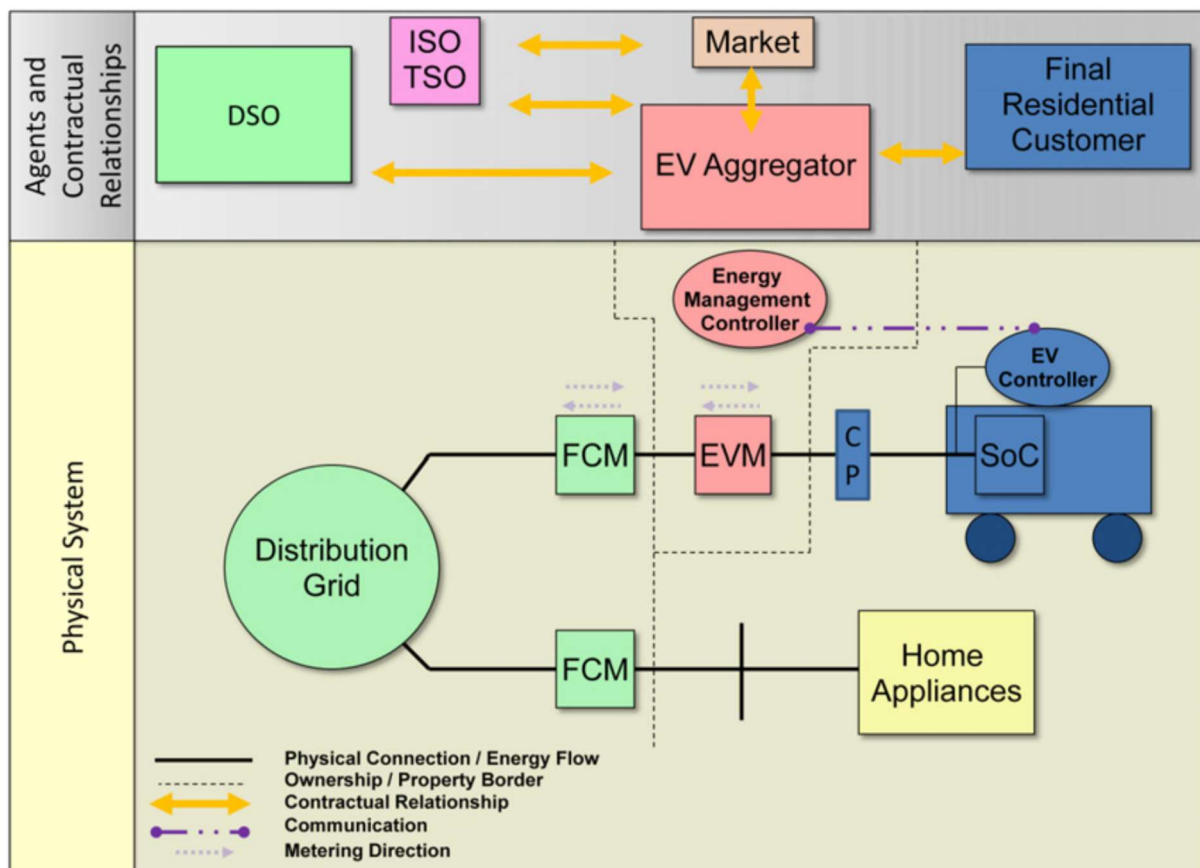 Agents and
Contractual
Relationships
DSO
ISO
TSO
Market
EV Aggregator
Final
Residential
Customer
Physical System
Energy
Management
Controller
EV
Controller
FCM
EVM
C
P
SoC
Distribution
Grid
FCM
Home
Appliances
Physical Connection / Energy Flow
Ownership / Property Border
Contractual Relationship
Communication
Metering Direction